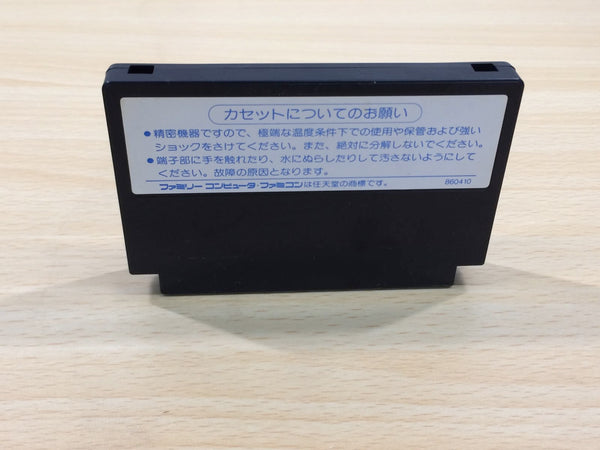 カセットについてのお願い
●精密機器ですので、極端な温度条件下での使用や保管および強い
ショックをさけてください。また、絶対に分解しないでください。
●端子部に手を触れたり、水にぬらしたりして汚さないようにして
ください。故障の原因となります。
ファミリー コンピュータ・ファミコンは任天堂の商標です。
860410